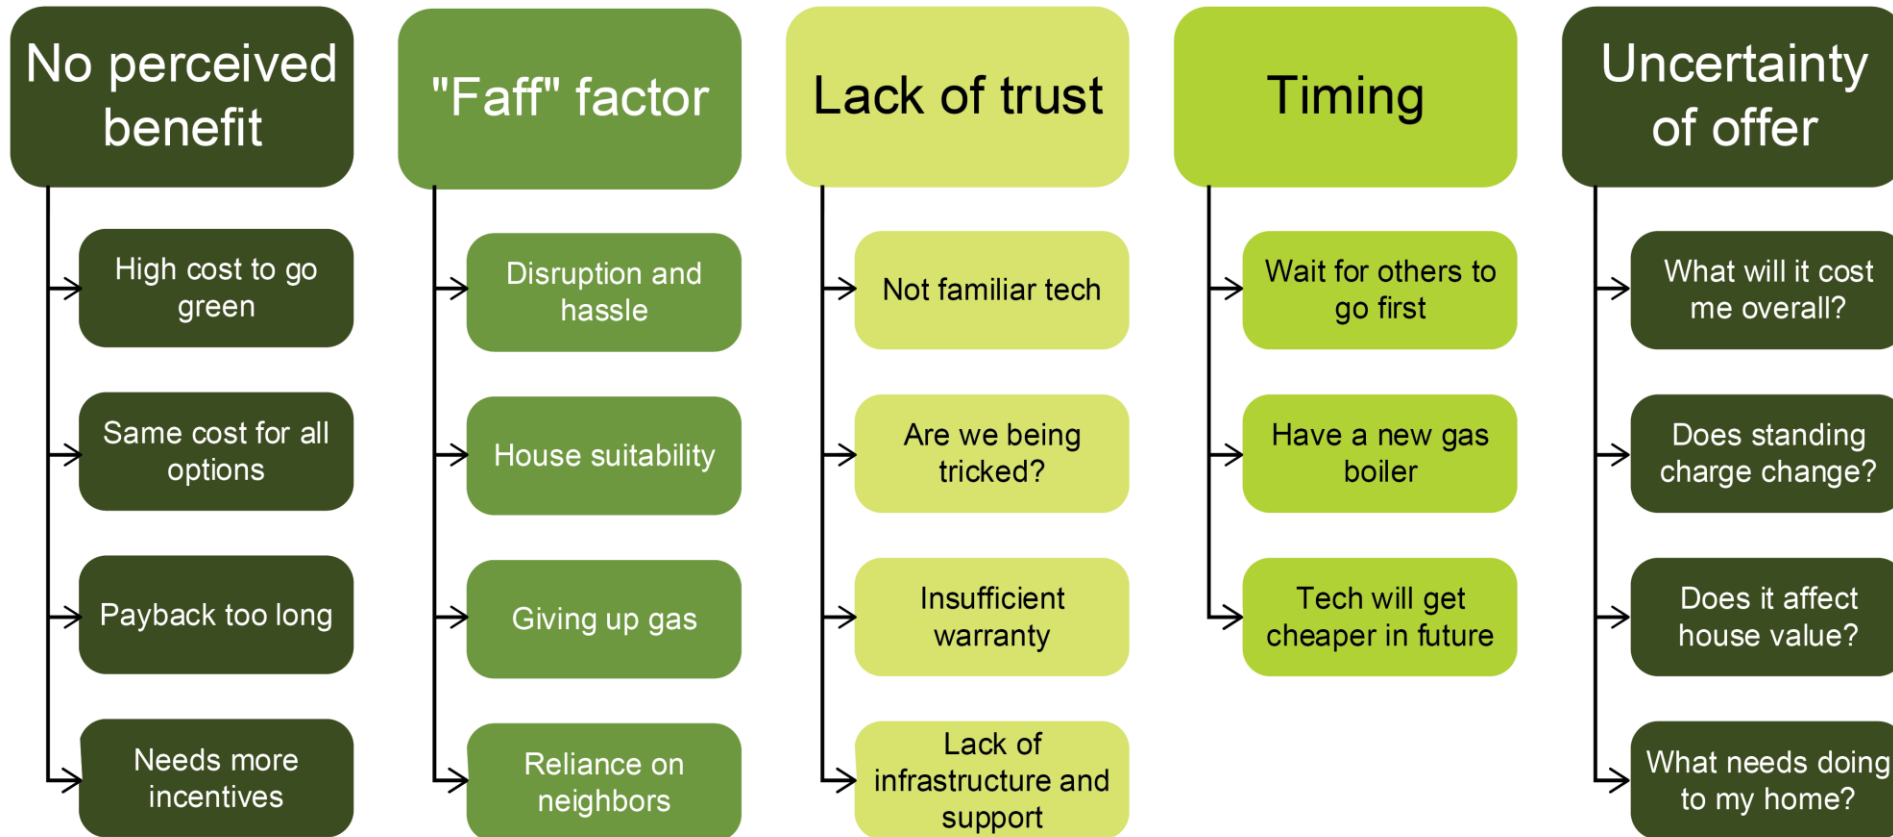 No perceived
benefit
High cost to go
green
Same cost for all
options
Payback too long
Needs more
incentives
"Faff" factor
Disruption and
hassle
House suitability
Giving up gas
Reliance on
neighbors
Lack of trust
Not familiar tech
Are we being
tricked?
Insufficient
warranty
Lack of
infrastructure and
support
Timing
Wait for others to
go first
Have a new gas
boiler
Tech will get
cheaper in future
Uncertainty
of offer
What will it cost
me overall?
Does standing
charge change?
Does it affect
house value?
What needs doing
to my home?